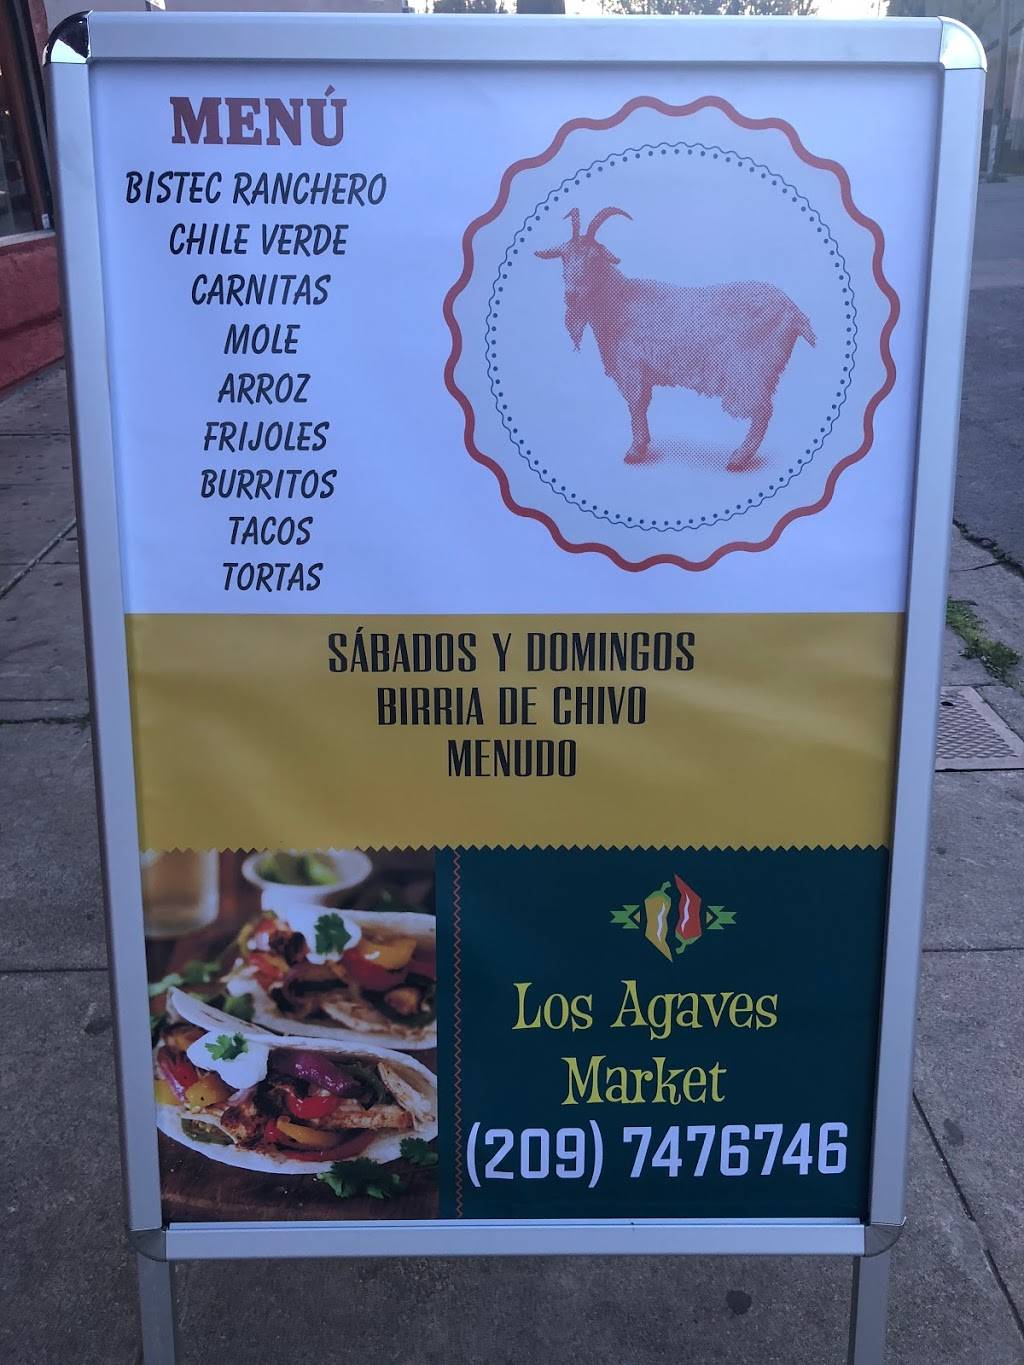 MENÚ
BISTEC RANCHERO
CHILE VERDE
CARNITAS
MOLE
ARROZ
FRIJOLES
BURRITOS
TACOS
TORTAS
SÁBADOS Y DOMINGOS
BIRRIA DE CHIVO
MENUDO
Los Agaves
Market
(209) 7476746